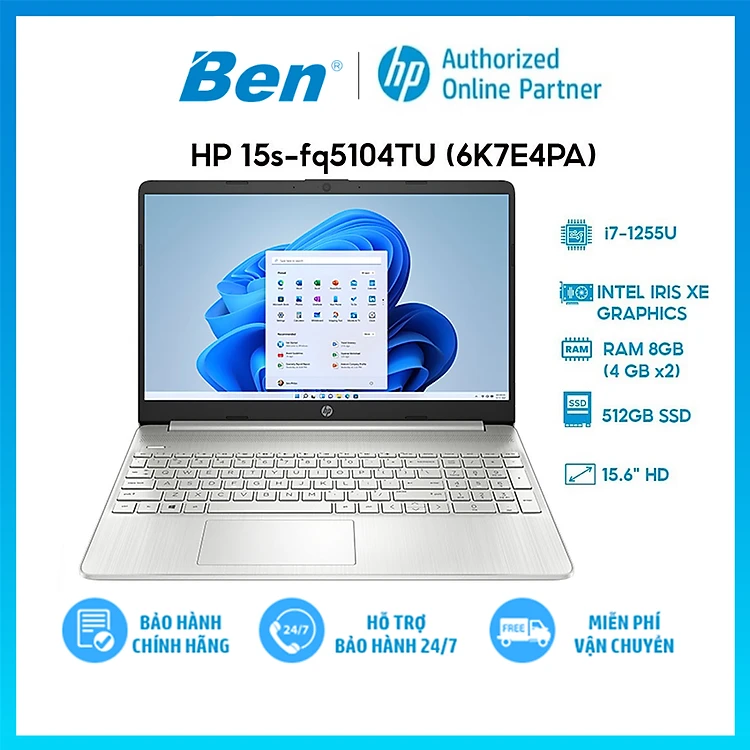 Ben®
hp
Authorized
Online Partner
HP 15s-fq5104TU (6K7E4PA)
i7-1255U
INTEL IRIS XE
GRAPHICS
RAM
RAM 8GB
(4 GB x2)
SSD
512GB SSD
15.6" HD
hp
BẢO HÀNH
CHÍNH HÃNG
24/7
HỖ TRỢ
BẢO HÀNH 24/7
FREE
MIỄN PHÍ
VẬN CHUYỂN